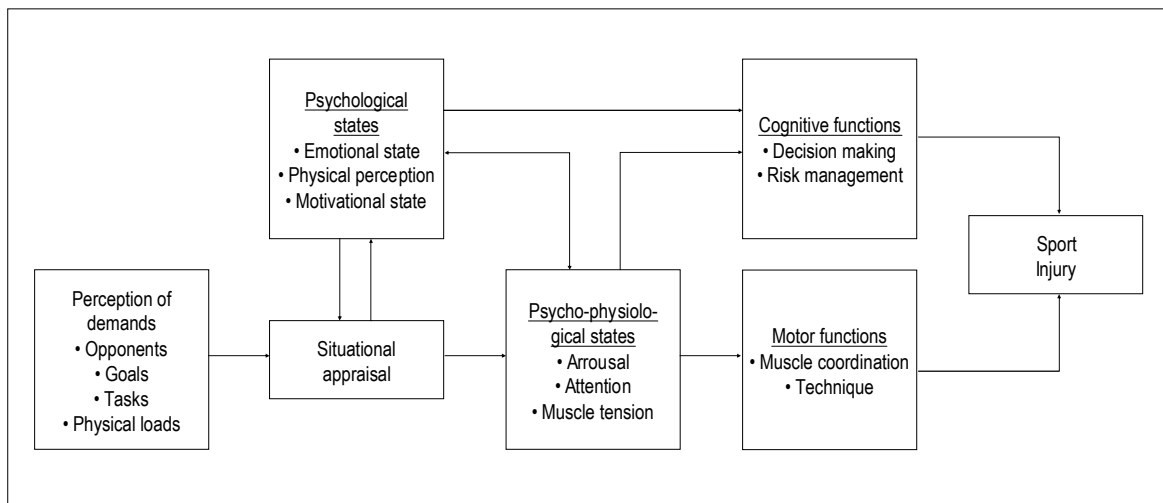 Psychological
states
• Emotional state
• Physical perception
• Motivational state
Cognitive functions
• Decision making
• Risk management
Sport
Injury
Perception of
demands
• Opponents
• Goals
• Tasks
• Physical loads
Situational
appraisal
Psycho-physiolo-
gical states
• Arrousal
• Attention
• Muscle tension
Motor functions
• Muscle coordination
• Technique